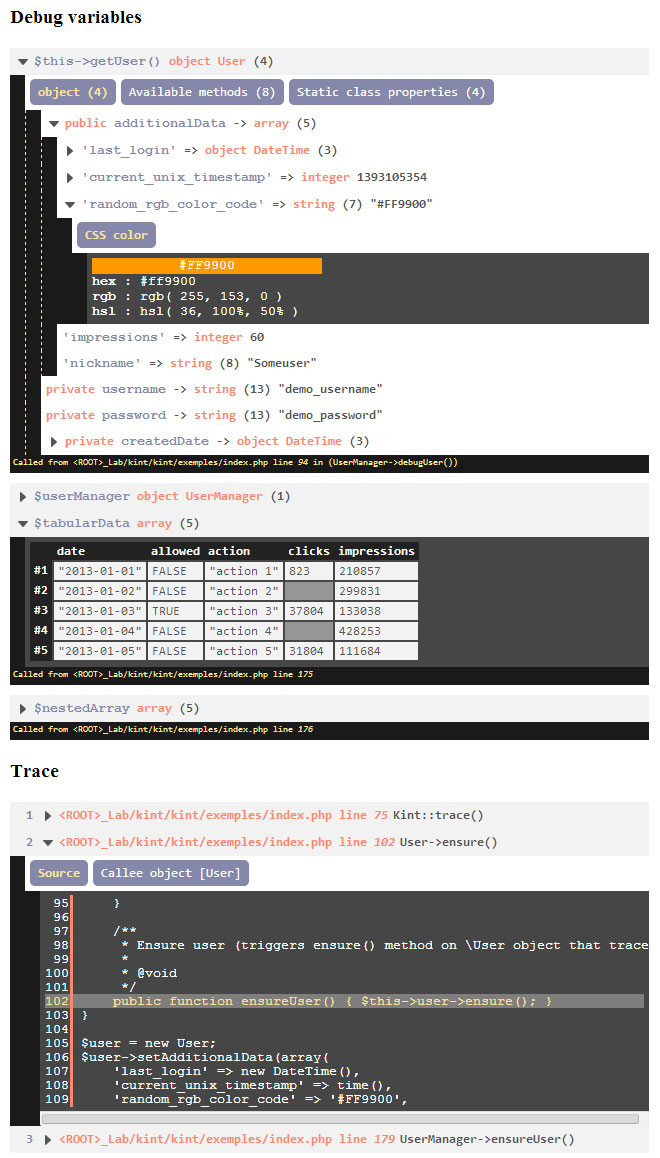 Debug variables
$this->getUser() object User (4)
object (4) Available methods (8) Static class properties (4)
public additionalData -> array (5)
'last_login' => object DateTime (3)
'current_unix_timestamp' => integer 1393105354
'random_rgb_color_code' => string (7) "#FF9900"
CSS color
#FF9900
hex : #ff9900
rgb : rgb( 255, 153, 0 )
hsl : hsl( 36, 100%, 50% )
'impressions' => integer 60
'nickname' => string (8) "Someuser"
private username -> string (13) "demo_username"
private password -> string (13) "demo_password"
private createdDate -> object DateTime (3)
Called from <ROOT>_Lab/kint/kint/exemples/index.php line 94 in (UserManager->debugUser())
$userManager object UserManager (1)
$tabularData array (5)
date allowed action clicks impressions
#1 "2013-01-01" FALSE "action 1" 823 210857
#2 "2013-01-02" FALSE "action 2" 299831
#3 "2013-01-03" TRUE "action 3" 37804 133038
#4 "2013-01-04" FALSE "action 4" 428253
#5 "2013-01-05" FALSE "action 5" 31804 111684
Called from <ROOT>_Lab/kint/kint/exemples/index.php line 175
$nestedArray array (5)
Called from <ROOT>_Lab/kint/kint/exemples/index.php line 176
Trace
1 <ROOT>_Lab/kint/kint/exemples/index.php line 75 Kint::trace()
2 <ROOT>_Lab/kint/kint/exemples/index.php line 102 User->ensure()
Source Callee object [User]
95 }
96
97 /**
98 * Ensure user (triggers ensure() method on \User object that trace
99 *
100 * @void
101 */
102 public function ensureUser() { $this->user->ensure(); }
103 }
104
105 $user = new User;
106 $user->setAdditionalData(array(
107 'last_login' => new DateTime(),
108 'current_unix_timestamp' => time(),
109 'random_rgb_color_code' => '#FF9900',
3 <ROOT>_Lab/kint/kint/exemples/index.php line 179 UserManager->ensureUser()